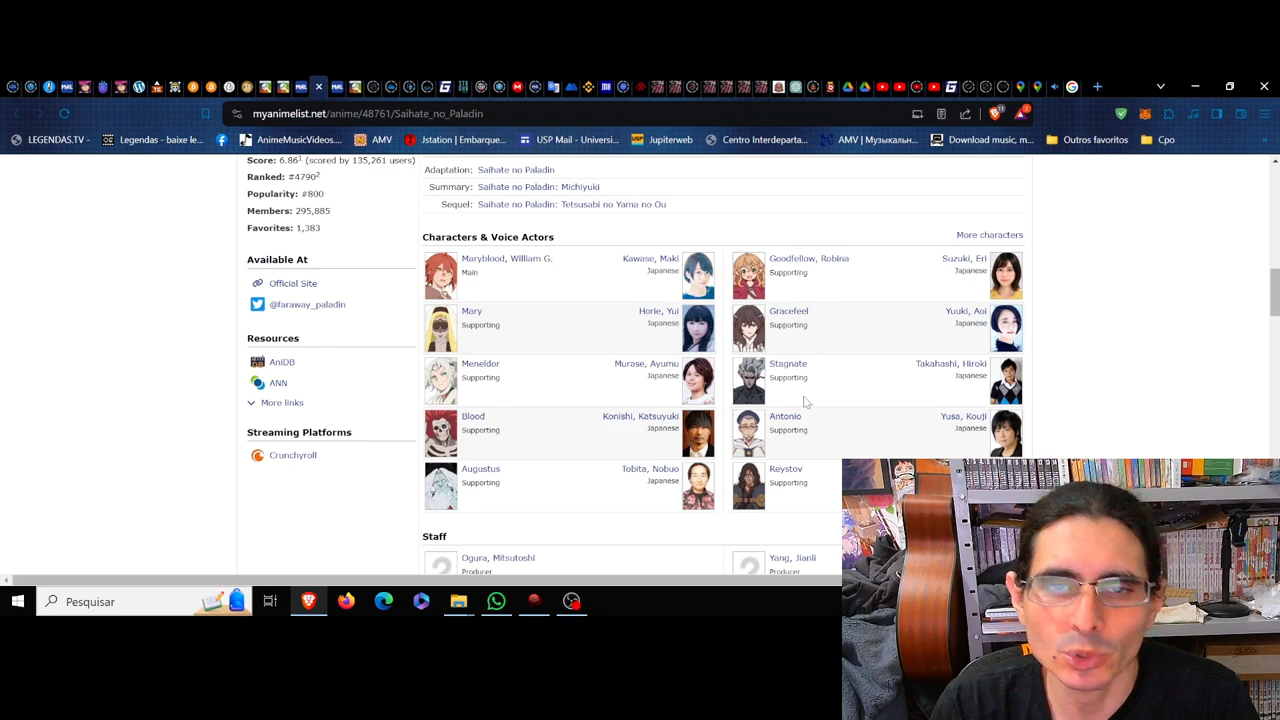 myanimelist.net/anime/48761/Saihate_no_Paladin
LEGENDAS.TV
Legendas - baixe le...
AnimeMusicVideos....
AMV
Jstation | Embarque...
USP Mail - Universi...
Jupiterweb
Centro Interdeparta...
AMV | Музыкальн...
Download music, m...
Outros favoritos
Cpo
Score: 6.86¹ (scored by 135,261 users)
Ranked: #4790²
Popularity: #800
Members: 295,885
Favorites: 1,383
Available At
Official Site
@faraway_paladin
Resources
AniDB
ANN
More links
Streaming Platforms
Crunchyroll
Adaptation: Saihate no Paladin
Summary: Saihate no Paladin: Michiyuki
Sequel: Saihate no Paladin: Tetsusabi no Yama no Ou
Characters & Voice Actors
More characters
Maryblood, William G.
Main
Kawase, Maki
Japanese
Goodfellow, Robina
Supporting
Suzuki, Eri
Japanese
Mary
Supporting
Horie, Yui
Japanese
Gracefeel
Supporting
Yuuki, Aoi
Japanese
Meneldor
Supporting
Murase, Ayumu
Japanese
Stagnate
Supporting
Takahashi, Hiroki
Japanese
Blood
Supporting
Konishi, Katsuyuki
Japanese
Antonio
Supporting
Yusa, Kouji
Japanese
Augustus
Supporting
Tobita, Nobuo
Japanese
Reystov
Supporting
Staff
Ogura, Mitsutoshi
Producer
Yang, Jianli
Producer
Pesquisar